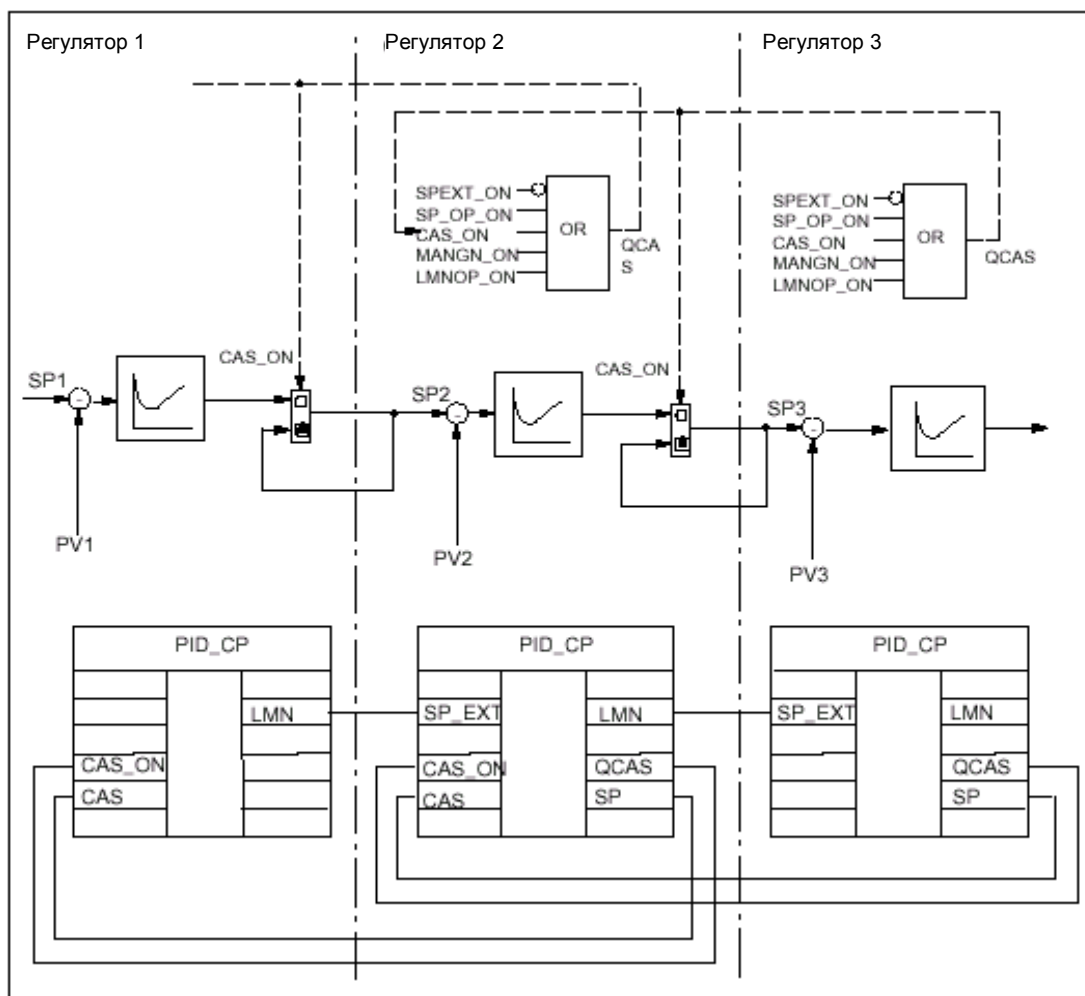 Регулятор 1
Регулятор 2
Регулятор 3
SPEXT_ON
SP_OP_ON
CAS_ON
MANGN_ON
LMNOP_ON
OR
QCA
S
SPEXT_ON
SP_OP_ON
CAS_ON
MANGN_ON
LMNOP_ON
OR
QCAS
CAS_ON
CAS_ON
SP1
SP2
SP3
PV1
PV2
PV3
PID_CP
PID_CP
PID_CP
LMN
SP_EXT
LMN
SP_EXT
LMN
CAS_ON
CAS_ON
QCAS
QCAS
CAS
CAS
SP
SP